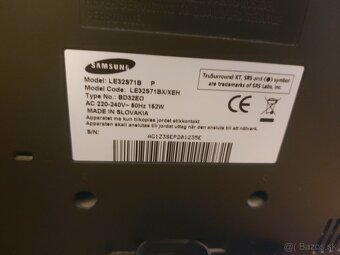 SAMSUNG
Model: LE32S71B P
Model Code: LE32S71BX/XEH
Type No.: BD32EO
AC 220-240V~ 50Hz 152W
MADE IN SLOVAKIA
Apparatet må kun tilkoples jordet stikkontakt
Apparaten skall anslutas till jordat uttag när den ansluts till ett nätverk.
S/N:
AG123SEP201235E
TruSurround XT, SRS and (●) symbol
are trademarks of SRS Labs, Inc.
CE
bazos.sk